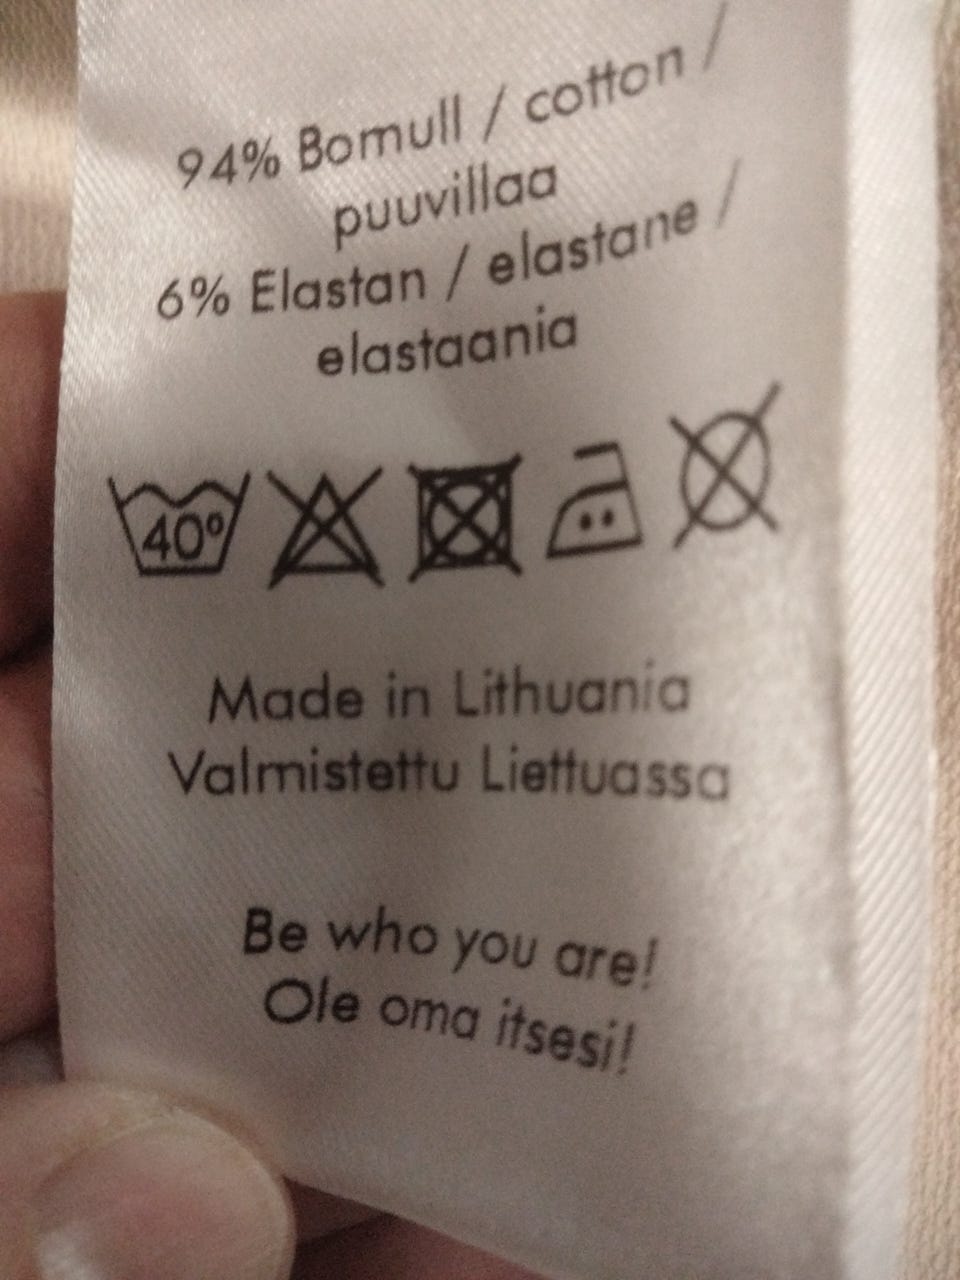 94% Bomull / cotton /
puuvillaa
6% Elastan / elastane /
elastaania
40º
Made in Lithuania
Valmistettu Liettuassa
Be who you are!
Ole oma itsesi!